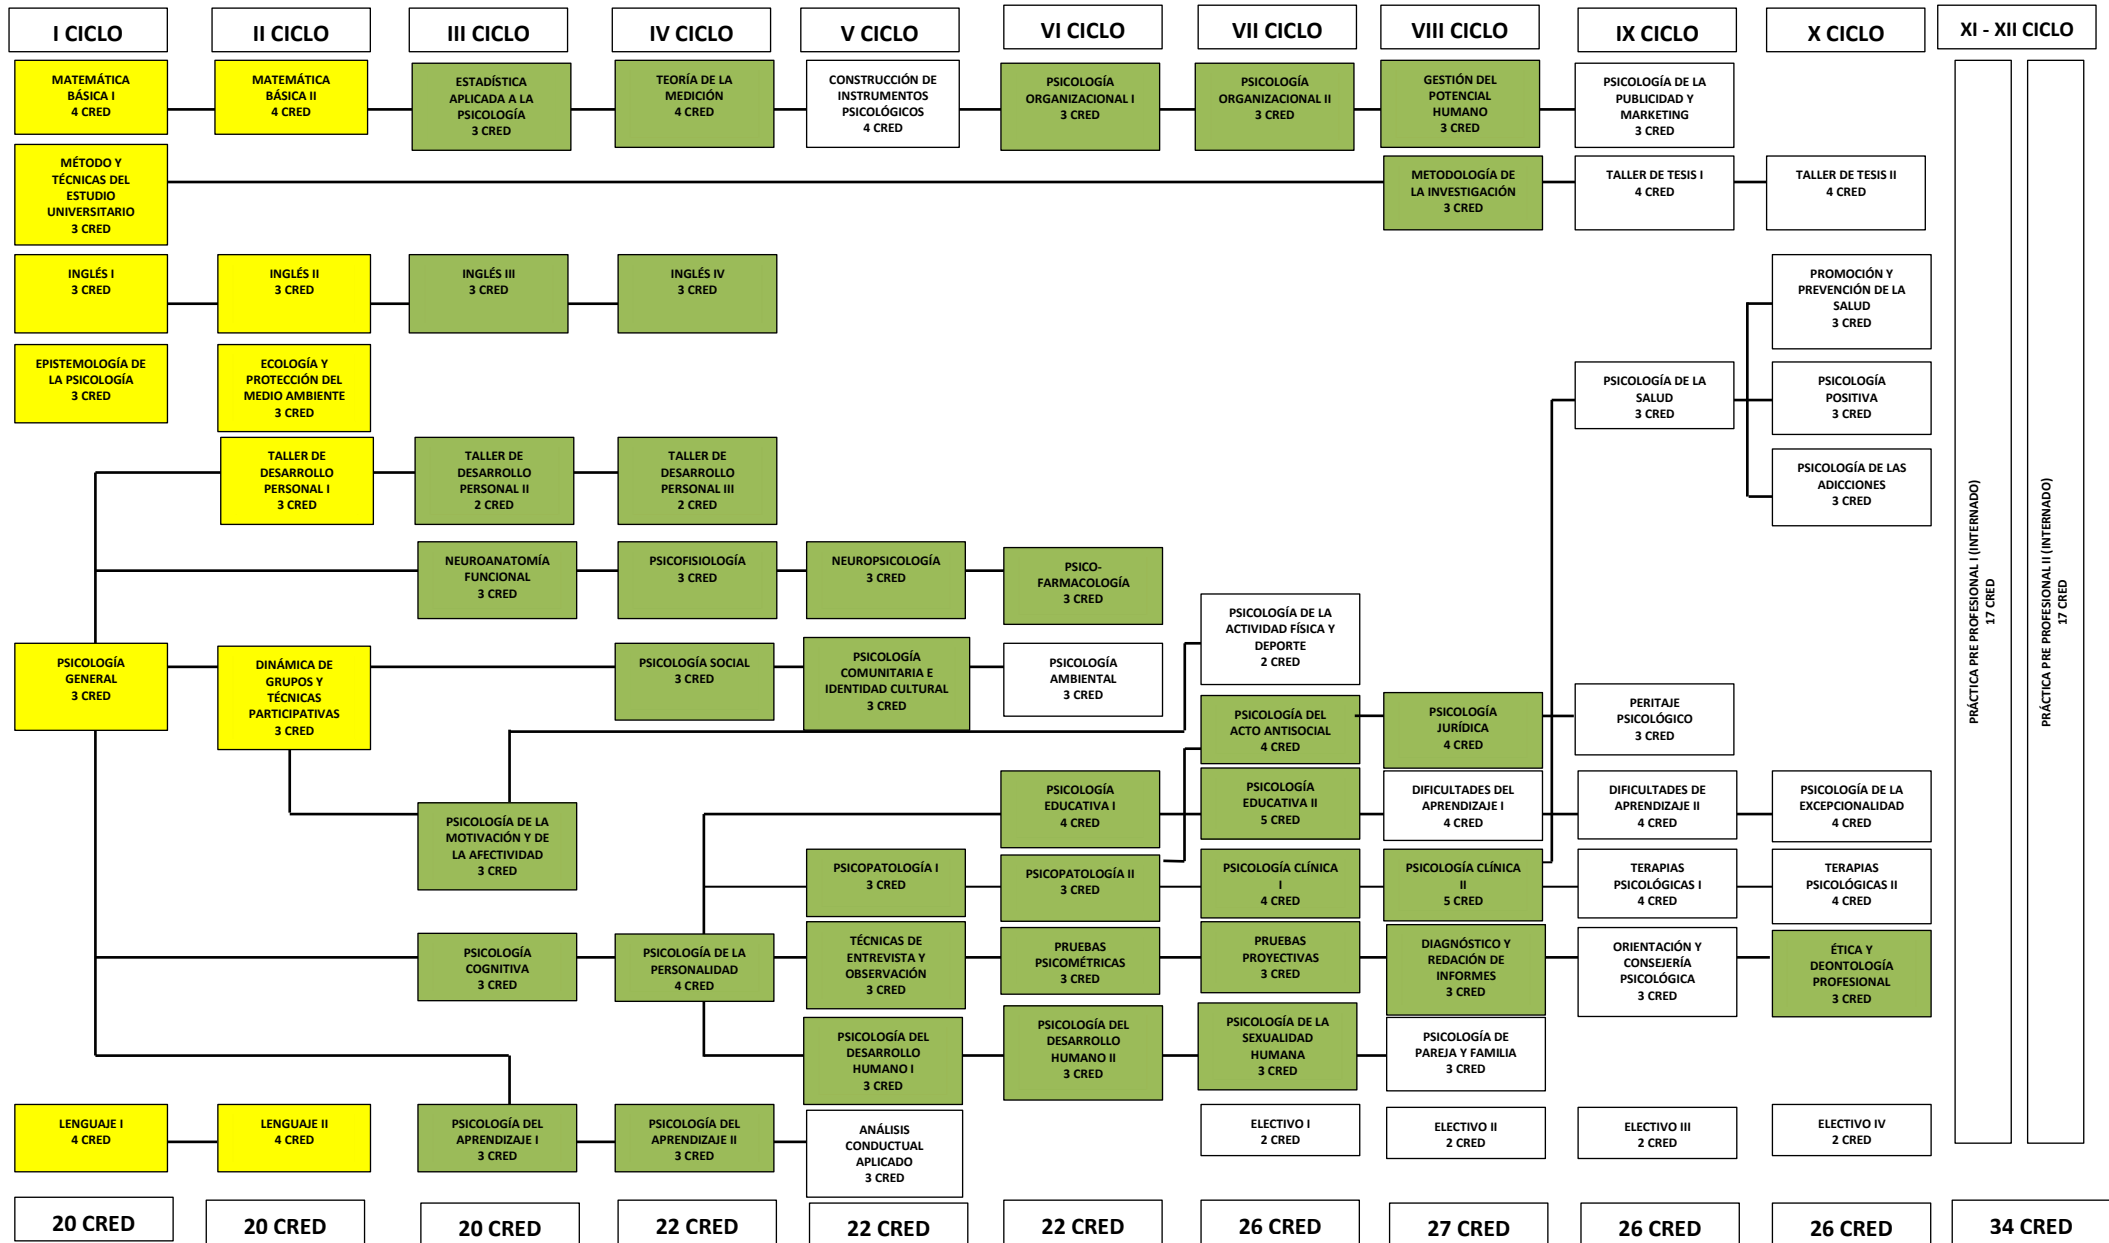 I CICLO
II CICLO
III CICLO
IV CICLO
V CICLO
VI CICLO
VII CICLO
VIII CICLO
IX CICLO
X CICLO
XI - XII CICLO
MATEMÁTICA
BÁSICA I
4 CRED
MATEMÁTICA
BÁSICA II
4 CRED
ESTADÍSTICA
APLICADA A LA
PSICOLOGÍA
3 CRED
TEORÍA DE LA
MEDICIÓN
4 CRED
CONSTRUCCIÓN DE
INSTRUMENTOS
PSICOLÓGICOS
4 CRED
PSICOLOGÍA
ORGANIZACIONAL I
3 CRED
PSICOLOGÍA
ORGANIZACIONAL II
3 CRED
GESTIÓN DEL
POTENCIAL
HUMANO
3 CRED
PSICOLOGÍA DE LA
PUBLICIDAD Y
MARKETING
3 CRED
MÉTODO Y
TÉCNICAS DEL
ESTUDIO
UNIVERSITARIO
3 CRED
METODOLOGÍA DE
LA INVESTIGACIÓN
3 CRED
TALLER DE TESIS I
4 CRED
TALLER DE TESIS II
4 CRED
INGLÉS I
3 CRED
INGLÉS II
3 CRED
INGLÉS III
3 CRED
INGLÉS IV
3 CRED
PROMOCIÓN Y
PREVENCIÓN DE LA
SALUD
3 CRED
EPISTEMOLOGÍA DE
LA PSICOLOGÍA
3 CRED
ECOLOGÍA Y
PROTECCIÓN DEL
MEDIO AMBIENTE
3 CRED
PSICOLOGÍA DE LA
SALUD
3 CRED
PSICOLOGÍA
POSITIVA
3 CRED
TALLER DE
DESARROLLO
PERSONAL I
3 CRED
TALLER DE
DESARROLLO
PERSONAL II
2 CRED
TALLER DE
DESARROLLO
PERSONAL III
2 CRED
PSICOLOGÍA DE LAS
ADICCIONES
3 CRED
NEUROANATOMÍA
FUNCIONAL
3 CRED
PSICOFISIOLOGÍA
3 CRED
NEUROPSICOLOGÍA
3 CRED
PSICO-
FARMACOLOGÍA
3 CRED
PSICOLOGÍA DE LA
ACTIVIDAD FÍSICA Y
DEPORTE
2 CRED
PSICOLOGÍA
GENERAL
3 CRED
DINÁMICA DE
GRUPOS Y
TÉCNICAS
PARTICIPATIVAS
3 CRED
PSICOLOGÍA SOCIAL
3 CRED
PSICOLOGÍA
COMUNITARIA E
IDENTIDAD CULTURAL
3 CRED
PSICOLOGÍA
AMBIENTAL
3 CRED
PSICOLOGÍA DEL
ACTO ANTISOCIAL
4 CRED
PSICOLOGÍA
JURÍDICA
4 CRED
PERITAJE
PSICOLÓGICO
3 CRED
PSICOLOGÍA DE LA
MOTIVACIÓN Y DE
LA AFECTIVIDAD
3 CRED
PSICOLOGÍA
EDUCATIVA I
4 CRED
PSICOLOGÍA
EDUCATIVA II
5 CRED
DIFICULTADES DEL
APRENDIZAJE I
4 CRED
DIFICULTADES DE
APRENDIZAJE II
4 CRED
PSICOLOGÍA DE LA
EXCEPCIONALIDAD
4 CRED
PSICOPATOLOGÍA I
3 CRED
PSICOPATOLOGÍA II
3 CRED
PSICOLOGÍA CLÍNICA
I
4 CRED
PSICOLOGÍA CLÍNICA
II
5 CRED
TERAPIAS
PSICOLÓGICAS I
4 CRED
TERAPIAS
PSICOLÓGICAS II
4 CRED
PSICOLOGÍA
COGNITIVA
3 CRED
PSICOLOGÍA DE LA
PERSONALIDAD
4 CRED
TÉCNICAS DE
ENTREVISTA Y
OBSERVACIÓN
3 CRED
PRUEBAS
PSICOMÉTRICAS
3 CRED
PRUEBAS
PROYECTIVAS
3 CRED
DIAGNÓSTICO Y
REDACIÓN DE
INFORMES
3 CRED
ORIENTACIÓN Y
CONSEJERÍA
PSICOLÓGICA
3 CRED
ÉTICA Y
DEONTOLOGÍA
PROFESIONAL
3 CRED
PSICOLOGÍA DEL
DESARROLLO
HUMANO I
3 CRED
PSICOLOGÍA DEL
DESARROLLO
HUMANO II
3 CRED
PSICOLOGÍA DE LA
SEXUALIDAD
HUMANA
3 CRED
PSICOLOGÍA DE
PAREJA Y FAMILIA
3 CRED
LENGUAJE I
4 CRED
LENGUAJE II
4 CRED
PSICOLOGÍA DEL
APRENDIZAJE I
3 CRED
PSICOLOGÍA DEL
APRENDIZAJE II
3 CRED
ANÁLISIS
CONDUCTUAL
APLICADO
3 CRED
ELECTIVO I
2 CRED
ELECTIVO II
2 CRED
ELECTIVO III
2 CRED
ELECTIVO IV
2 CRED
PRÁCTICA PRE PROFESIONAL I (INTERNADO)
17 CRED
PRÁCTICA PRE PROFESIONAL II (INTERNADO)
17 CRED
20 CRED
20 CRED
20 CRED
22 CRED
22 CRED
22 CRED
26 CRED
27 CRED
26 CRED
26 CRED
34 CRED